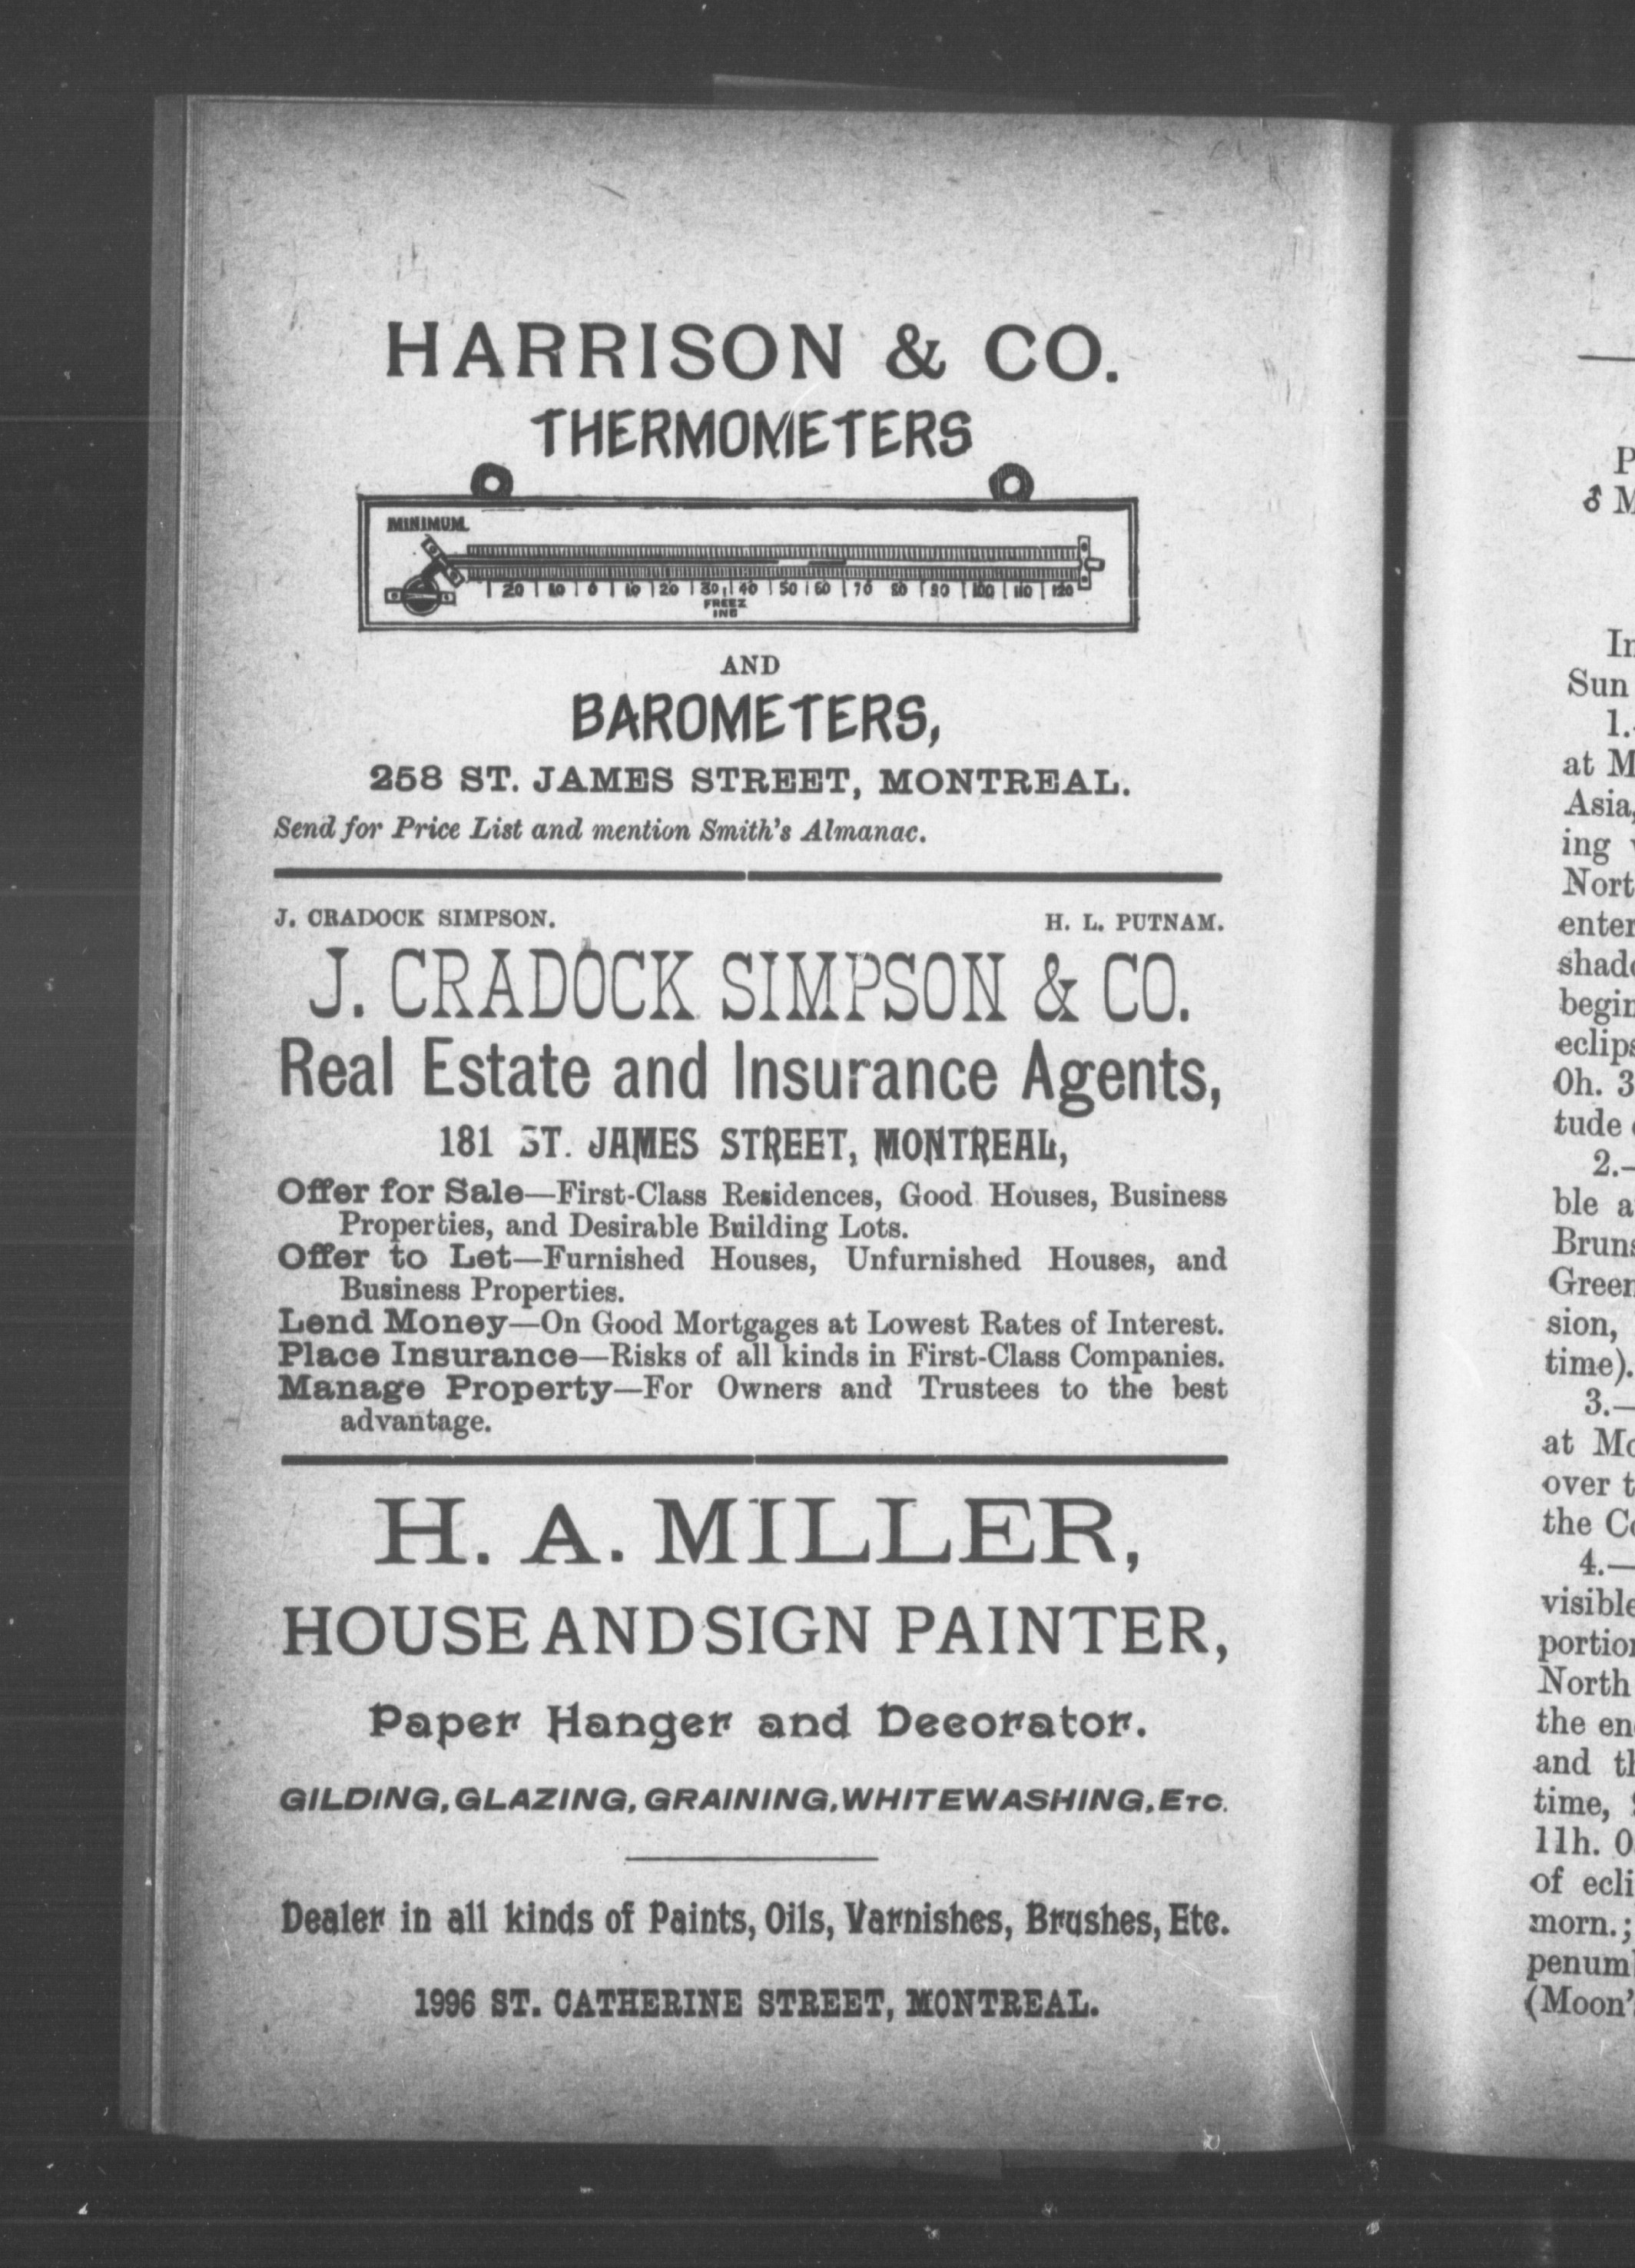 HARRISON & CO.
THERMOMETERS
MINIMUM.
20 10 0 10 20 30 40 50 60 70 80 90 100 110 120
FREEZ
ING
AND
BAROMETERS,
258 ST. JAMES STREET, MONTREAL.
Send for Price List and mention Smith's Almanac.
J. CRADOCK SIMPSON. H. L. PUTNAM.
J. CRADOCK SIMPSON & CO.
Real Estate and Insurance Agents,
181 ST. JAMES STREET, MONTREAL,
Offer for Sale—First-Class Residences, Good Houses, Business
Properties, and Desirable Building Lots.
Offer to Let—Furnished Houses, Unfurnished Houses, and
Business Properties.
Lend Money—On Good Mortgages at Lowest Rates of Interest.
Place Insurance—Risks of all kinds in First-Class Companies.
Manage Property—For Owners and Trustees to the best
advantage.
H. A. MILLER,
HOUSE AND SIGN PAINTER,
Paper Hanger and Decorator.
GILDING, GLAZING, GRAINING, WHITEWASHING, ETC.
Dealer in all kinds of Paints, Oils, Varnishes, Brushes, Etc.
1996 ST. CATHERINE STREET, MONTREAL.
P
♂ M
In
Sun
1.
at M
Asia,
ing
Nort
enter
shado
begin
eclips
0h. 3
tude
2.—
ble a
Bruns
Green
sion,
time).
3.—
at Mo
over t
the Co
4.—
visible
portion
North
the en
and th
time,
11h. 0
of ecli
morn.;
penum
(Moon'